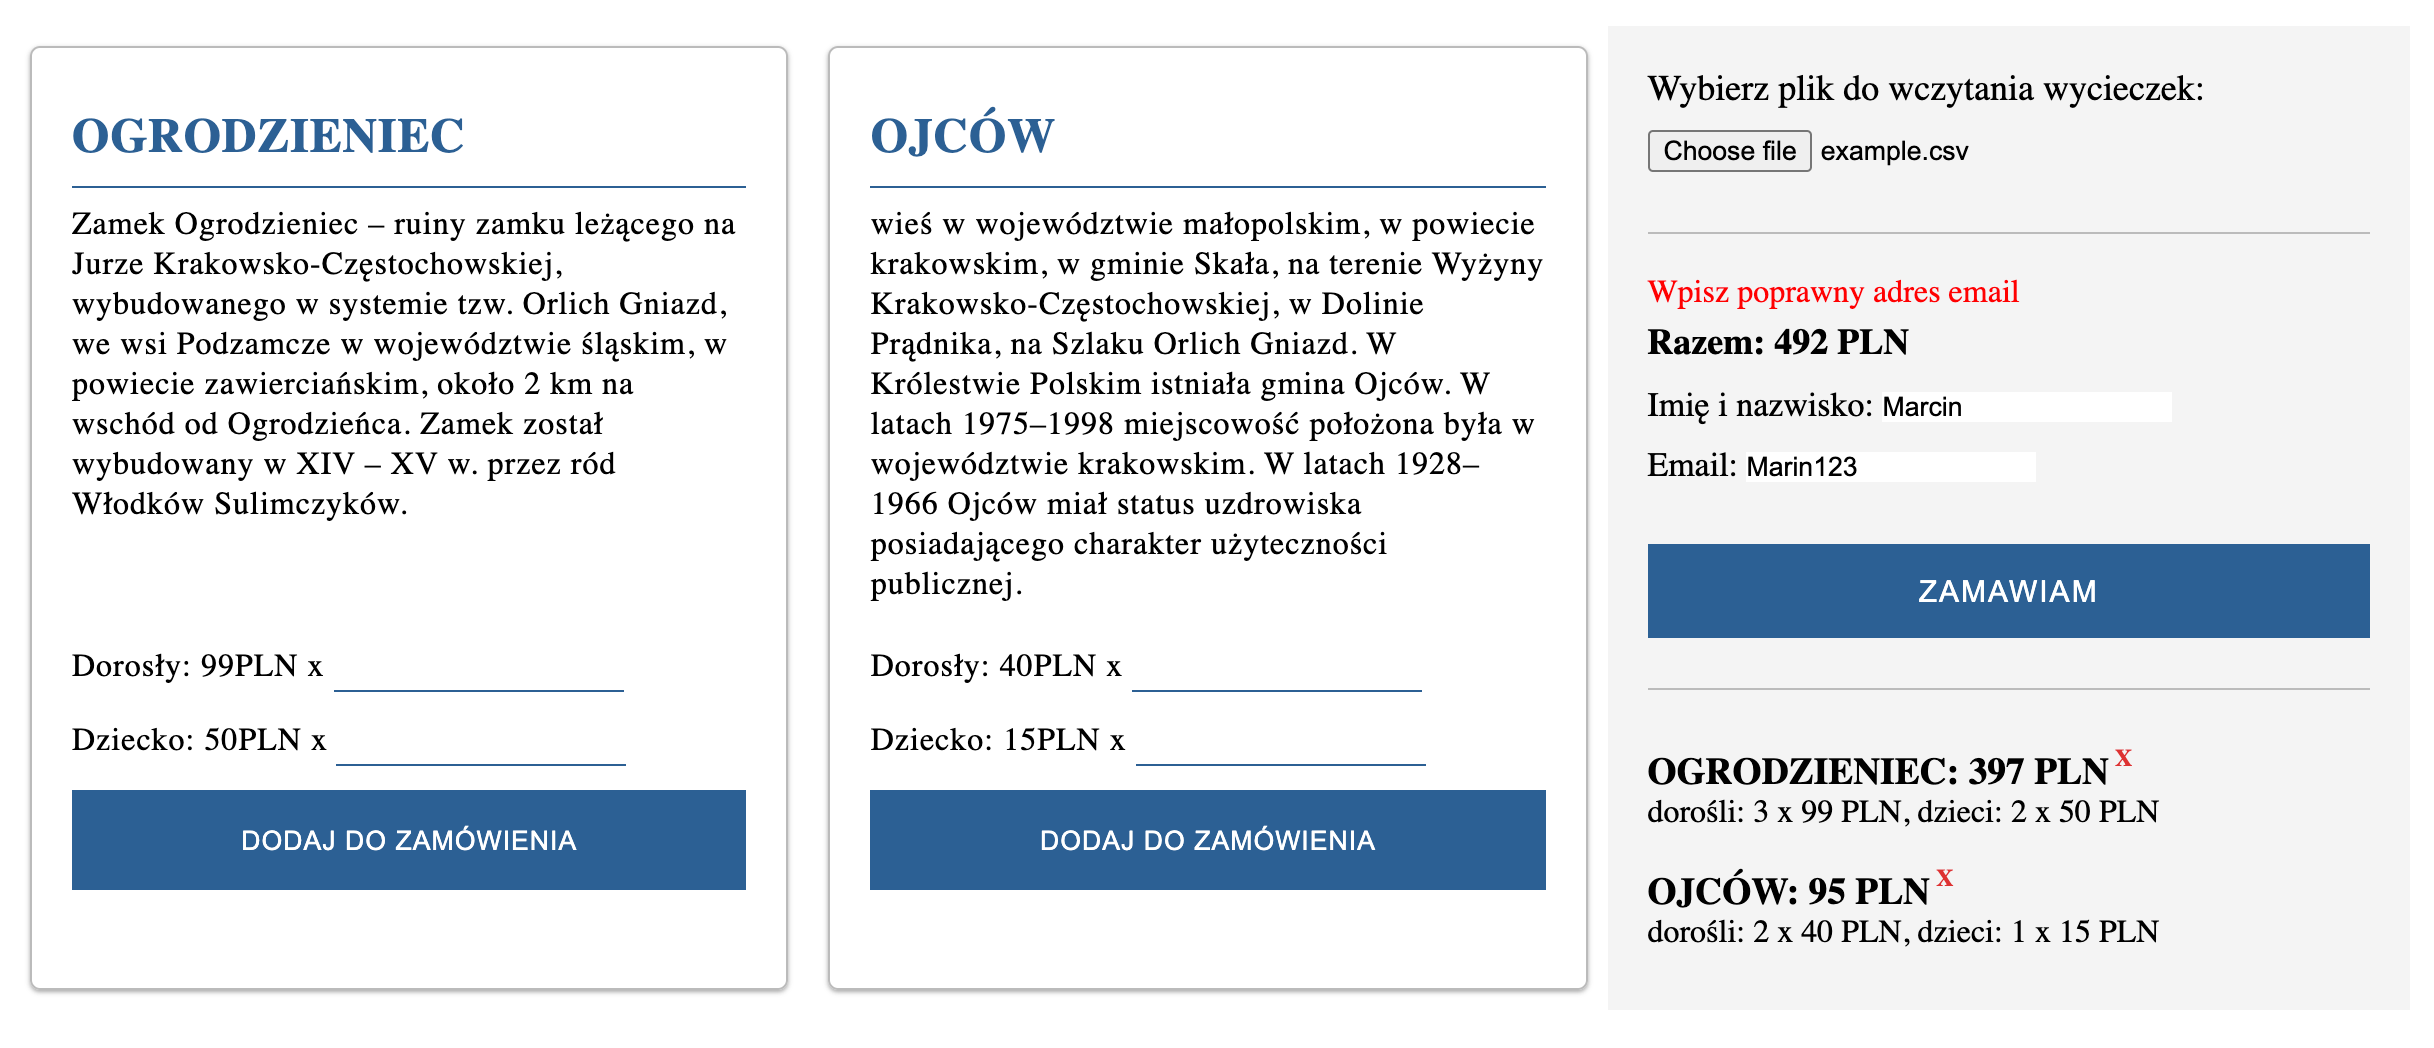 OGRODZIENIEC
Zamek Ogrodzieniec – ruiny zamku leżącego na
Jurze Krakowsko-Częstochowskiej,
wybudowanego w systemie tzw. Orlich Gniazd,
we wsi Podzamcze w województwie śląskim, w
powiecie zawierciańskim, około 2 km na
wschód od Ogrodzieńca. Zamek został
wybudowany w XIV – XV w. przez ród
Włodków Sulimczyków.
Dorosły: 99PLN x
Dziecko: 50PLN x
DODAJ DO ZAMÓWIENIA
OJCÓW
wieś w województwie małopolskim, w powiecie
krakowskim, w gminie Skała, na terenie Wyżyny
Krakowsko-Częstochowskiej, w Dolinie
Prądnika, na Szlaku Orlich Gniazd. W
Królestwie Polskim istniała gmina Ojców. W
latach 1975–1998 miejscowość położona była w
województwie krakowskim. W latach 1928–
1966 Ojców miał status uzdrowiska
posiadającego charakter użyteczności
publicznej.
Dorosły: 40PLN x
Dziecko: 15PLN x
DODAJ DO ZAMÓWIENIA
Wybierz plik do wczytania wycieczek:
Choose file example.csv
Wpisz poprawny adres email
Razem: 492 PLN
Imię i nazwisko: Marcin
Email: Marin123
ZAMAWIAM
OGRODZIENIEC: 397 PLN x
dorośli: 3 x 99 PLN, dzieci: 2 x 50 PLN
OJCÓW: 95 PLN x
dorośli: 2 x 40 PLN, dzieci: 1 x 15 PLN